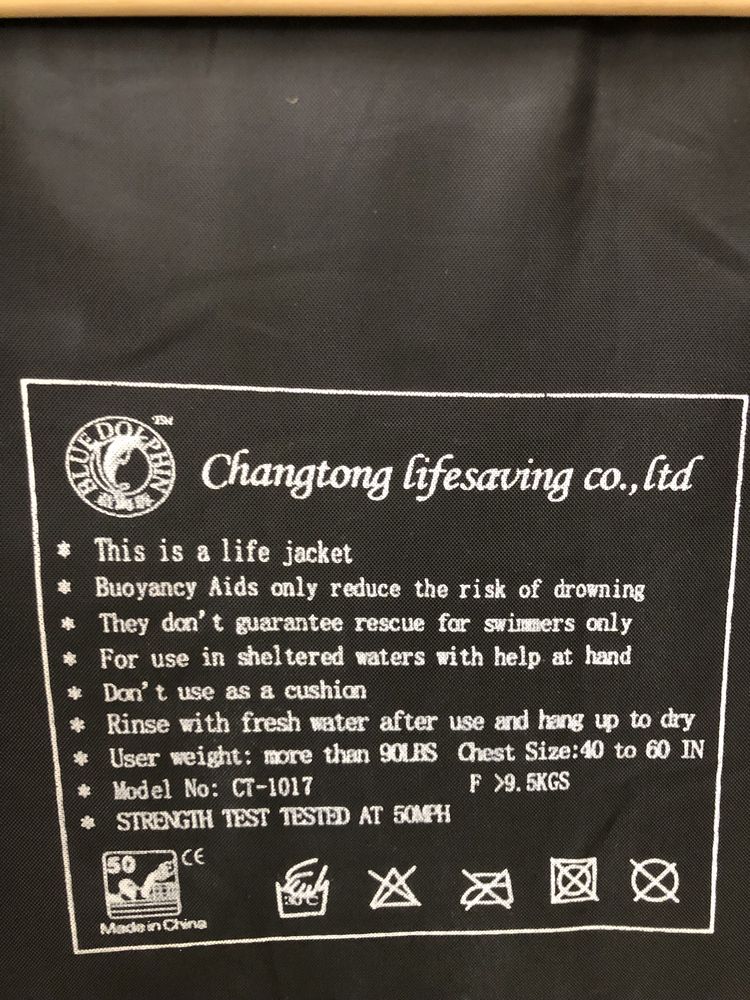 BLUE DOLPHIN
TM
Changtong lifesaving co.,ltd
* This is a life jacket
* Buoyancy Aids only reduce the risk of drowning
* They don't guarantee rescue for swimmers only
* For use in sheltered waters with help at hand
* Don't use as a cushion
* Rinse with fresh water after use and hang up to dry
* User weight: more than 90LBS Chest Size:40 to 60 IN
* Model No: CT-1017 F >9.5KGS
* STRENGTH TEST TESTED AT 50MPH
50 CE
30°C
Made in China